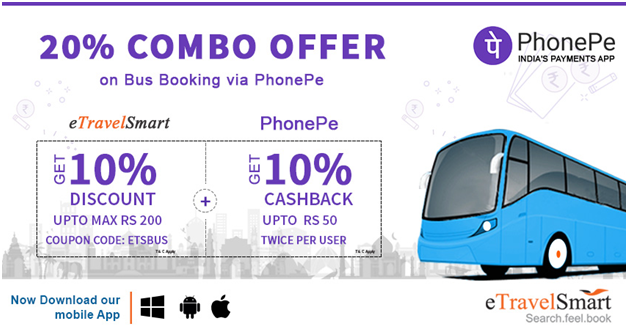 20% COMBO OFFER
on Bus Booking via PhonePe
पे PhonePe
INDIA'S PAYMENTS APP
eTravelSmart
GET 10%
DISCOUNT
UPTO MAX RS 200
COUPON CODE: ETSBUS
T& C Apply
+
PhonePe
GET 10%
CASHBACK
UPTO RS 50
TWICE PER USER
T& C Apply
Now Download our
mobile App
eTravelSmart
Search.feel.book